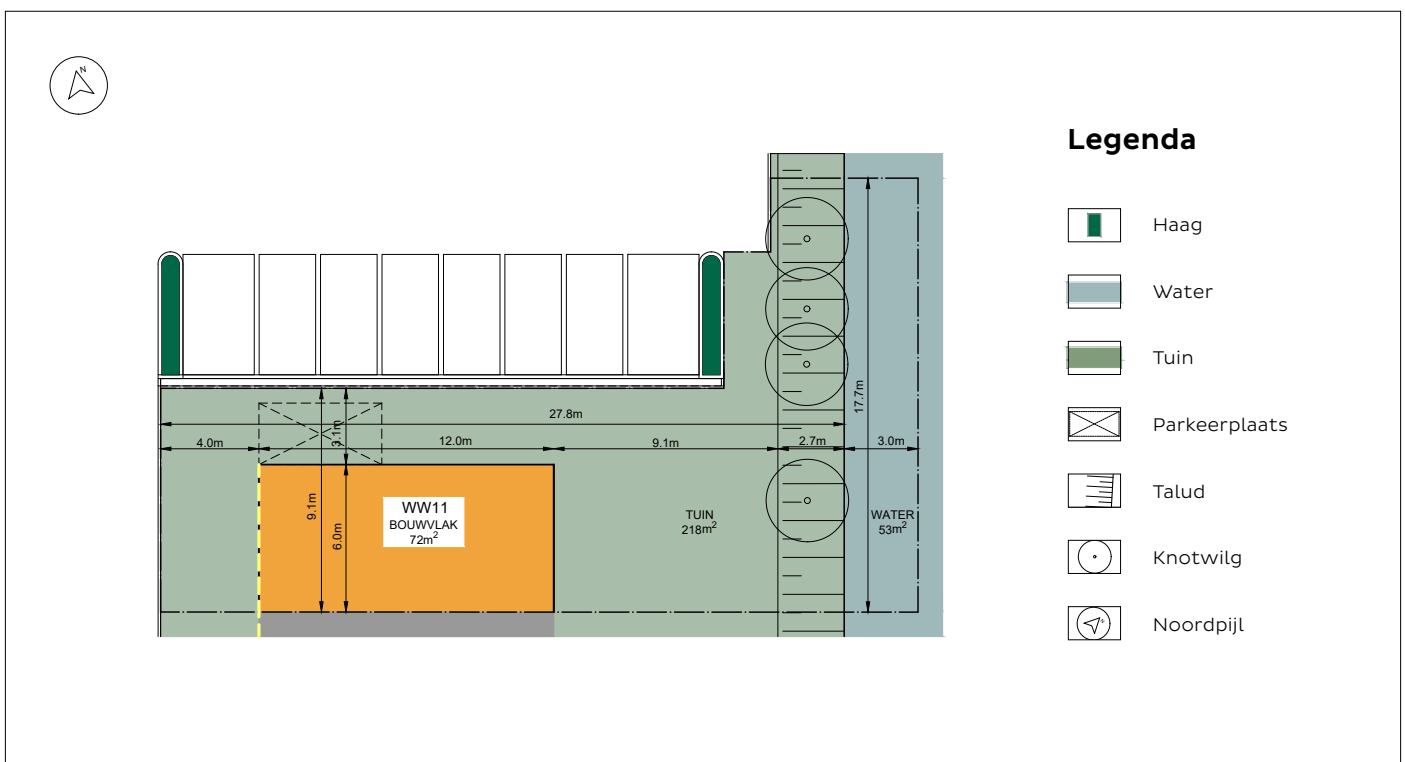 N
Legenda
Haag
Water
Tuin
Parkeerplaats
Talud
Knotwilg
Noordpijl
27.8m
4.0m
12.0m
9.1m
2.7m
3.0m
17.7m
3.1m
9.1m
6.0m
WW11
BOUWVLAK
72m²
TUIN
218m²
WATER
53m²